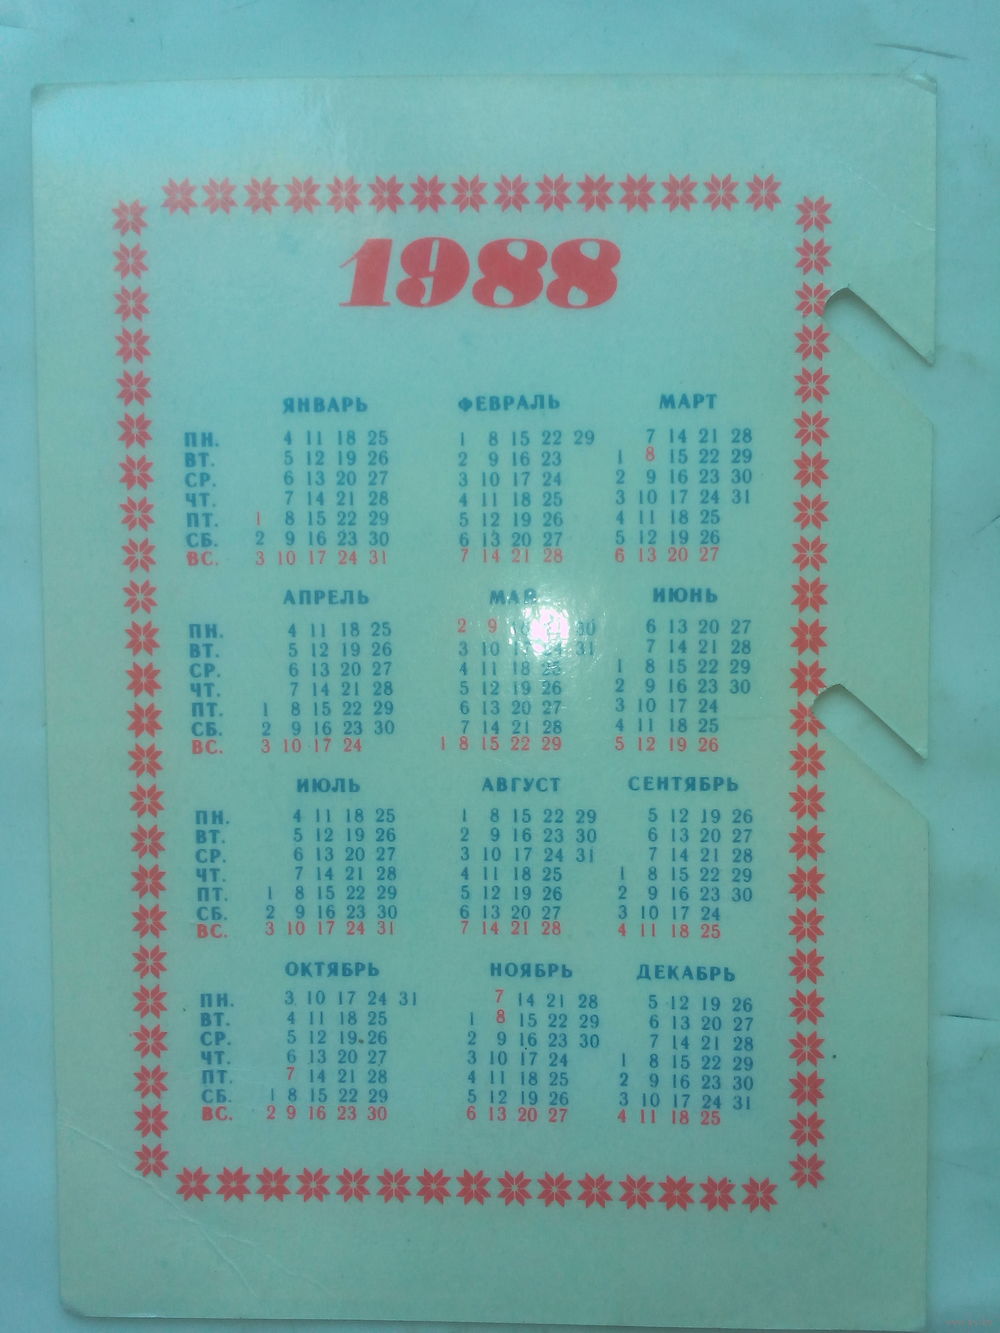 1988
ЯНВАРЬ ФЕВРАЛЬ МАРТ
ПН. 4 11 18 25 1 8 15 22 29 7 14 21 28
ВТ. 5 12 19 26 2 9 16 23 1 8 15 22 29
СР. 6 13 20 27 3 10 17 24 2 9 16 23 30
ЧТ. 7 14 21 28 4 11 18 25 3 10 17 24 31
ПТ. 1 8 15 22 29 5 12 19 26 4 11 18 25
СБ. 2 9 16 23 30 6 13 20 27 5 12 19 26
ВС. 3 10 17 24 31 7 14 21 28 6 13 20 27
АПРЕЛЬ МАЙ ИЮНЬ
ПН. 4 11 18 25 2 9 30 6 13 20 27
ВТ. 5 12 19 26 3 10 31 7 14 21 28
СР. 6 13 20 27 4 11 18 25 1 8 15 22 29
ЧТ. 7 14 21 28 5 12 19 26 2 9 16 23 30
ПТ. 1 8 15 22 29 6 13 20 27 3 10 17 24
СБ. 2 9 16 23 30 7 14 21 28 4 11 18 25
ВС. 3 10 17 24 1 8 15 22 29 5 12 19 26
ИЮЛЬ АВГУСТ СЕНТЯБРЬ
ПН. 4 11 18 25 1 8 15 22 29 5 12 19 26
ВТ. 5 12 19 26 2 9 16 23 30 6 13 20 27
СР. 6 13 20 27 3 10 17 24 31 7 14 21 28
ЧТ. 7 14 21 28 4 11 18 25 1 8 15 22 29
ПТ. 1 8 15 22 29 5 12 19 26 2 9 16 23 30
СБ. 2 9 16 23 30 6 13 20 27 3 10 17 24
ВС. 3 10 17 24 31 7 14 21 28 4 11 18 25
ОКТЯБРЬ НОЯБРЬ ДЕКАБРЬ
ПН. 3 10 17 24 31 7 14 21 28 5 12 19 26
ВТ. 4 11 18 25 1 8 15 22 29 6 13 20 27
СР. 5 12 19 26 2 9 16 23 30 7 14 21 28
ЧТ. 6 13 20 27 3 10 17 24 1 8 15 22 29
ПТ. 7 14 21 28 4 11 18 25 2 9 16 23 30
СБ. 1 8 15 22 29 5 12 19 26 3 10 17 24 31
ВС. 2 9 16 23 30 6 13 20 27 4 11 18 25